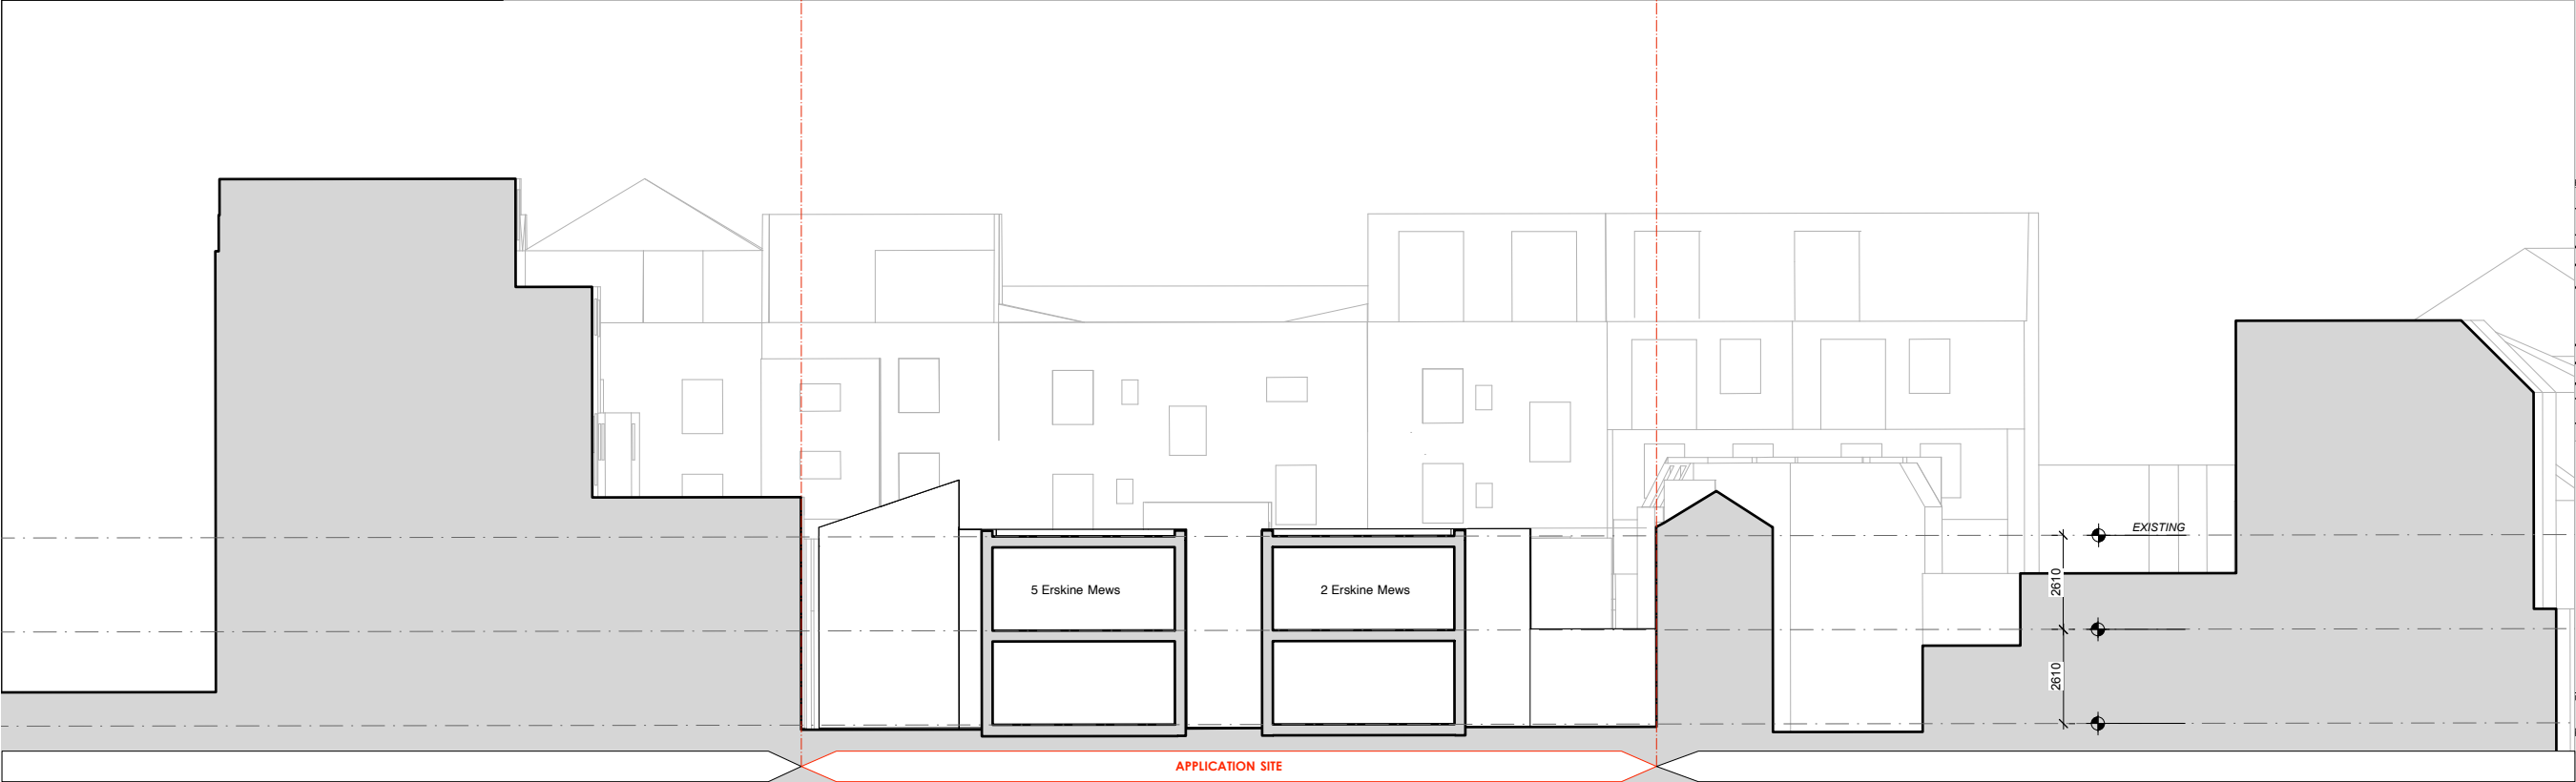 EXISTING
2610
5 Erskine Mews
2 Erskine Mews
2610
APPLICATION SITE